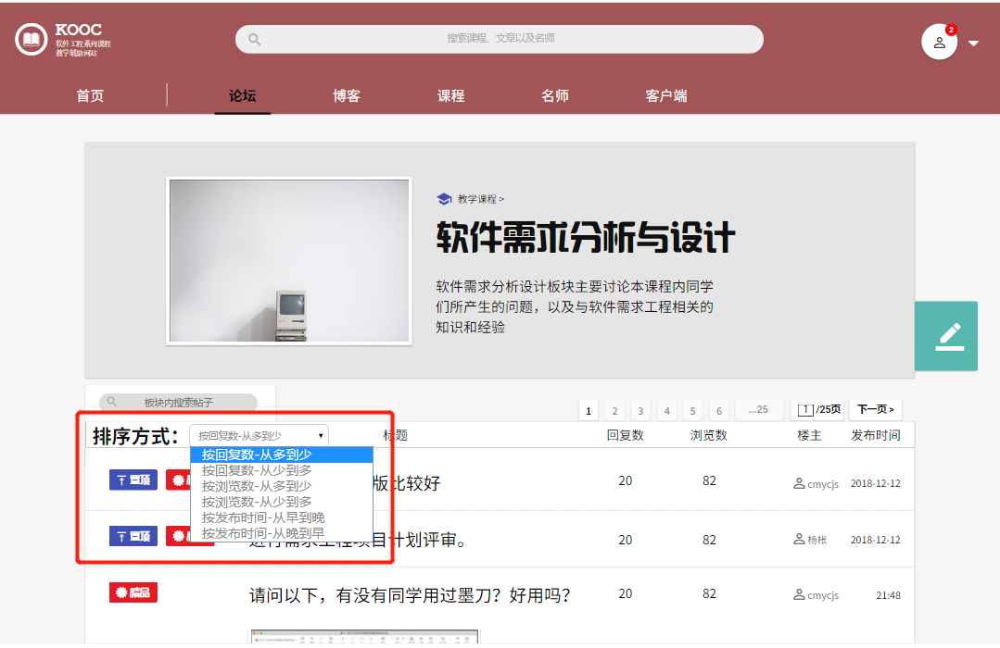 KOOC
软件工程系列课程
教学辅助网站
搜索课程、文章以及名师
2
首页
论坛
博客
课程
名师
客户端
教学课程 >
软件需求分析与设计
软件需求分析设计板块主要讨论本课程内同学
们所产生的问题，以及与软件需求工程相关的
知识和经验
板块内搜索帖子
1 2 3 4 5 6 ...25 1 /25页 下一页 >
排序方式： 按回复数-从多到少 标题 回复数 浏览数 楼主 发布时间
按回复数-从多到少
按回复数-从少到多
按浏览数-从多到少
按浏览数-从少到多
按发布时间-从早到晚
按发布时间-从晚到早
置顶 版比较好 20 82 cmycjs 2018-12-12
置顶 进行需求工程项目计划评审。 20 82 杨枨 2018-12-12
精品 请问以下，有没有同学用过墨刀？好用吗？ 20 82 cmycjs 21:48